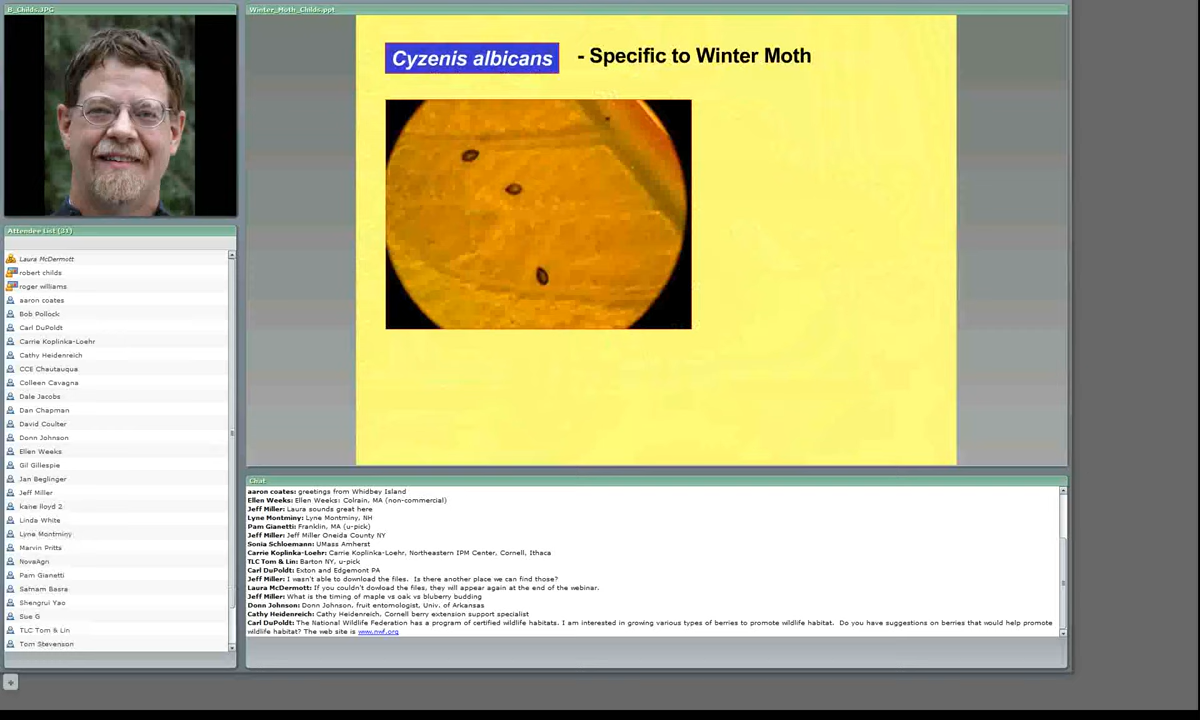 B_Childs.JPG
Winter_Moth_Childs.ppt
Cyzenis albicans - Specific to Winter Moth
Attendee List (31)
Laura McDermott
robert childs
roger williams
aaron coates
Bob Pollock
Carl DuPoldt
Carrie Koplinka-Loehr
Cathy Heidenreich
CCE Chautauqua
Colleen Cavagna
Dale Jacobs
Dan Chapman
David Coulter
Donn Johnson
Ellen Weeks
Gil Gillespie
Jan Beglinger
Jeff Miller
kaine lloyd 2
Linda White
Lyne Montminy
Marvin Pritts
NovaAgn
Pam Gianetti
Satnam Basra
Shengrui Yao
Sue G
TLC Tom & Lin
Tom Stevenson
Chat
aaron coates: greetings from Whidbey Island
Ellen Weeks: Ellen Weeks: Colrain, MA (non-commercial)
Jeff Miller: Laura sounds great here
Lyne Montminy: Lyne Montminy, NH
Pam Gianetti: Franklin, MA (u-pick)
Jeff Miller: Jeff Miller Oneida County NY
Sonia Schloemann: UMass Amherst
Carrie Koplinka-Loehr: Carrie Koplinka-Loehr, Northeastern IPM Center, Cornell, Ithaca
TLC Tom & Lin: Barton NY, u-pick
Carl DuPoldt: Exton and Edgemont PA
Jeff Miller: I wasn't able to download the files. Is there another place we can find those?
Laura McDermott: If you couldn't dowload the files, they will appear again at the end of the webinar.
Jeff Miller: What is the timing of maple vs oak vs bluberry budding
Donn Johnson: Donn Johnson, fruit entomologist, Univ. of Arkansas
Cathy Heidenreich: Cathy Heidenreich, Cornell berry extension support specialist
Carl DuPoldt: The National Wildlife Federation has a program of certified wildlife habitats. I am interested in growing various types of berries to promote wildlife habitat. Do you have suggestions on berries that would help promote
wildlife habitat? The web site is www.nwf.org